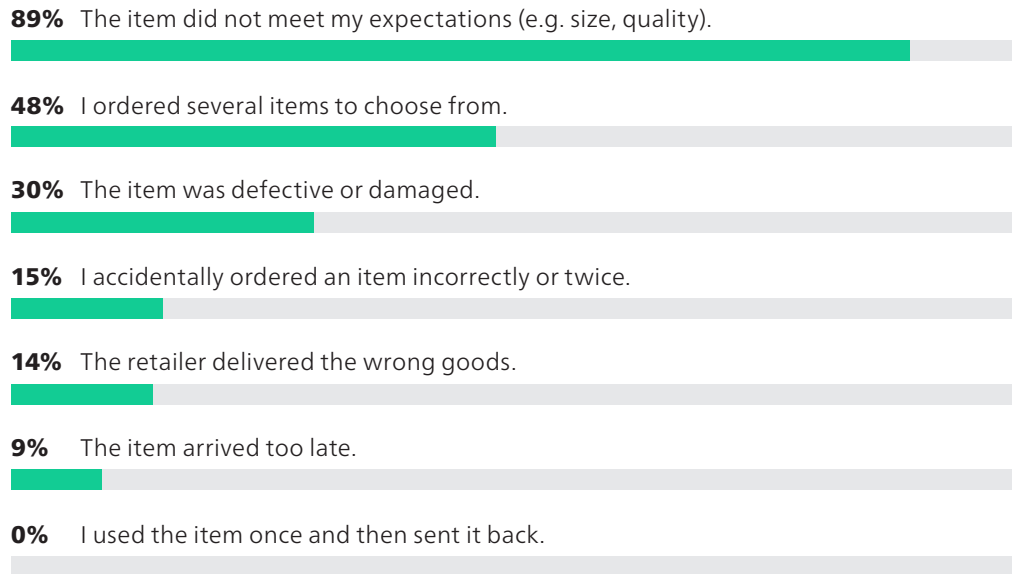 89% The item did not meet my expectations (e.g. size, quality).
48% I ordered several items to choose from.
30% The item was defective or damaged.
15% I accidentally ordered an item incorrectly or twice.
14% The retailer delivered the wrong goods.
9% The item arrived too late.
0% I used the item once and then sent it back.